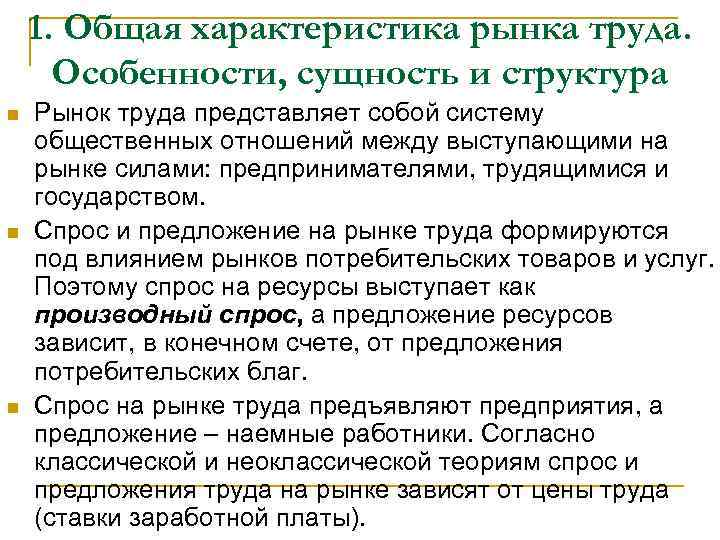 1. Общая характеристика рынка труда.
Особенности, сущность и структура
Рынок труда представляет собой систему
общественных отношений между выступающими на
рынке силами: предпринимателями, трудящимися и
государством.
Спрос и предложение на рынке труда формируются
под влиянием рынков потребительских товаров и услуг.
Поэтому спрос на ресурсы выступает как
производный спрос, а предложение ресурсов
зависит, в конечном счете, от предложения
потребительских благ.
Спрос на рынке труда предъявляют предприятия, а
предложение – наемные работники. Согласно
классической и неоклассической теориям спрос и
предложения труда на рынке зависят от цены труда
(ставки заработной платы).